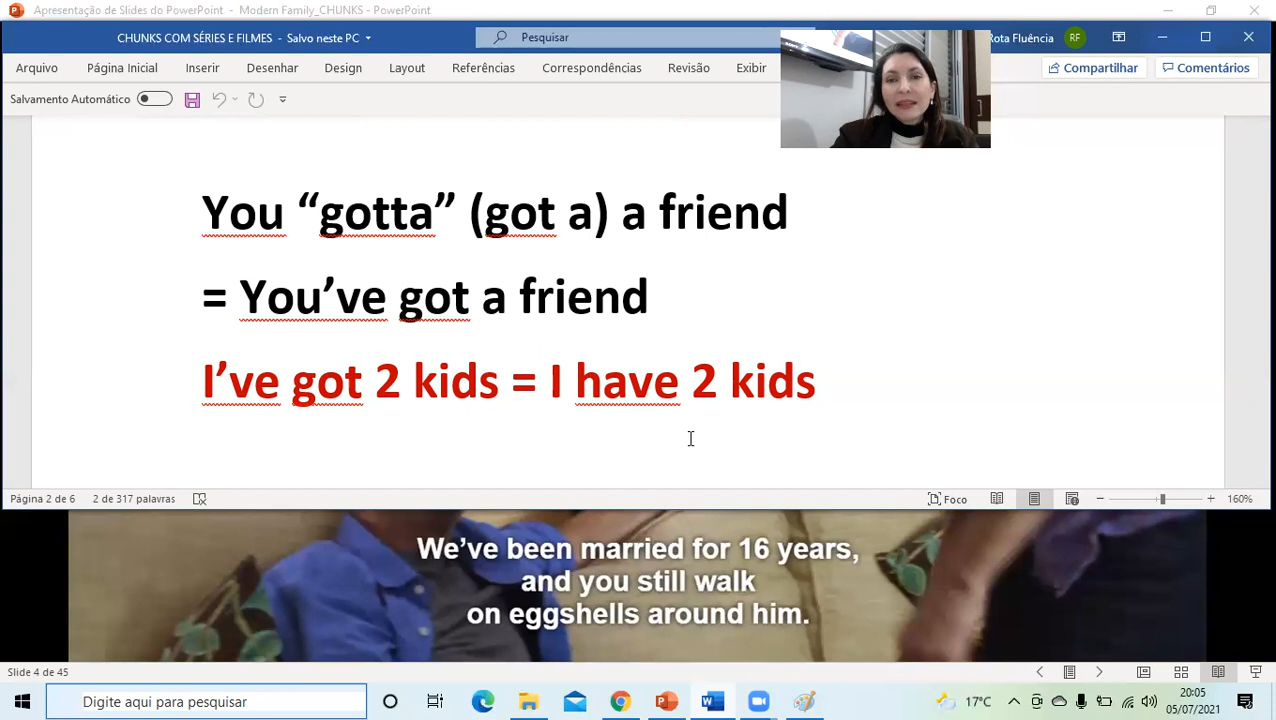 Apresentação de Slides do PowerPoint - Modern Family_CHUNKS - PowerPoint
CHUNKS COM SÉRIES E FILMES - Salvo neste PC
Pesquisar
Rota Fluência
RF
Arquivo Página Inicial Inserir Desenhar Design Layout Referências Correspondências Revisão Exibir
Compartilhar Comentários
Salvamento Automático
You “gotta” (got a) a friend
= You’ve got a friend
I’ve got 2 kids = I have 2 kids
Página 2 de 6 2 de 317 palavras
Foco
160%
We’ve been married for 16 years,
and you still walk
on eggshells around him.
Slide 4 de 45
Digite aqui para pesquisar
17°C
20:05
05/07/2021